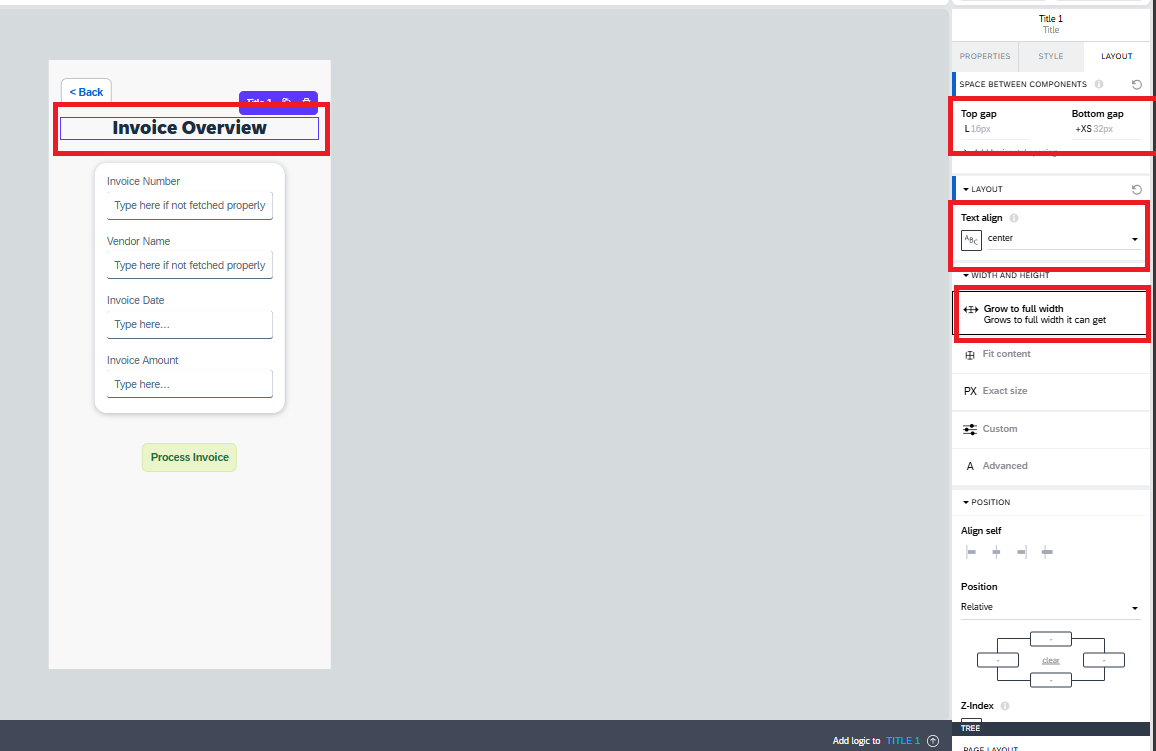 Title 1
Title
PROPERTIES
STYLE
LAYOUT
SPACE BETWEEN COMPONENTS
Top gap
Bottom gap
L 16px
+XS 32px
LAYOUT
Text align
ABC
center
WIDTH AND HEIGHT
Grow to full width
Grows to full width it can get
Fit content
PX Exact size
Custom
A Advanced
POSITION
Align self
Position
Relative
-
-
clear
-
-
Z-Index
TREE
PAGE LAYOUT
< Back
Title 1
Invoice Overview
Invoice Number
Type here if not fetched properly
Vendor Name
Type here if not fetched properly
Invoice Date
Type here...
Invoice Amount
Type here...
Process Invoice
Add logic to TITLE 1